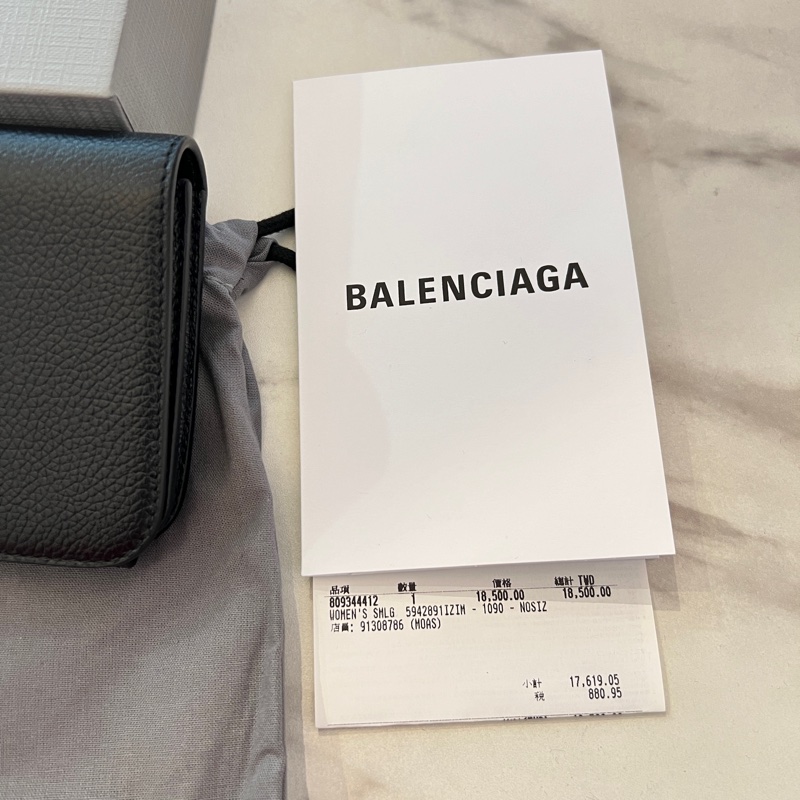 BALENCIAGA
品項 數量 價格 總計 TWD
809344412 1 18,500.00 18,500.00
WOMEN'S SMLG 5942891IZIM - 1090 - NOSIZ
店員: 91308786 (MOAS)
小計 17,619.05
稅 880.95